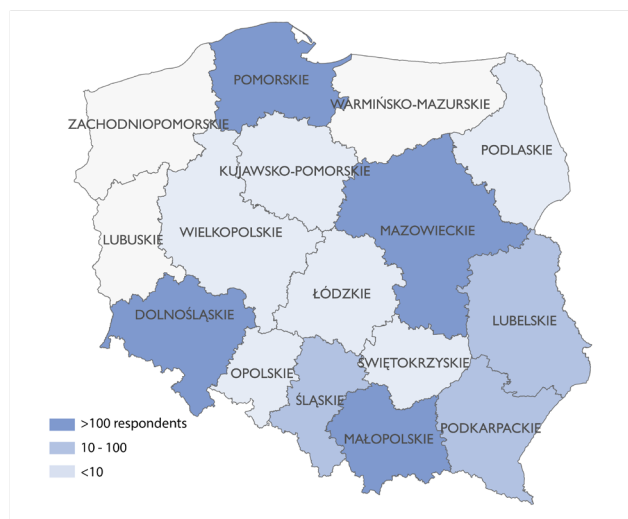 POMORSKIE
WARMIŃSKO-MAZURSKIE
ZACHODNIOPOMORSKIE
PODLASKIE
KUJAWSKO-POMORSKIE
WIELKOPOLSKIE
MAZOWIECKIE
LUBUSKIE
ŁÓDZKIE
DOLNOŚLĄSKIE
LUBELSKIE
ŚWIĘTOKRZYSKIE
OPOLSKIE
ŚLĄSKIE
PODKARPACKIE
MAŁOPOLSKIE
>100 respondents
10 - 100
<10